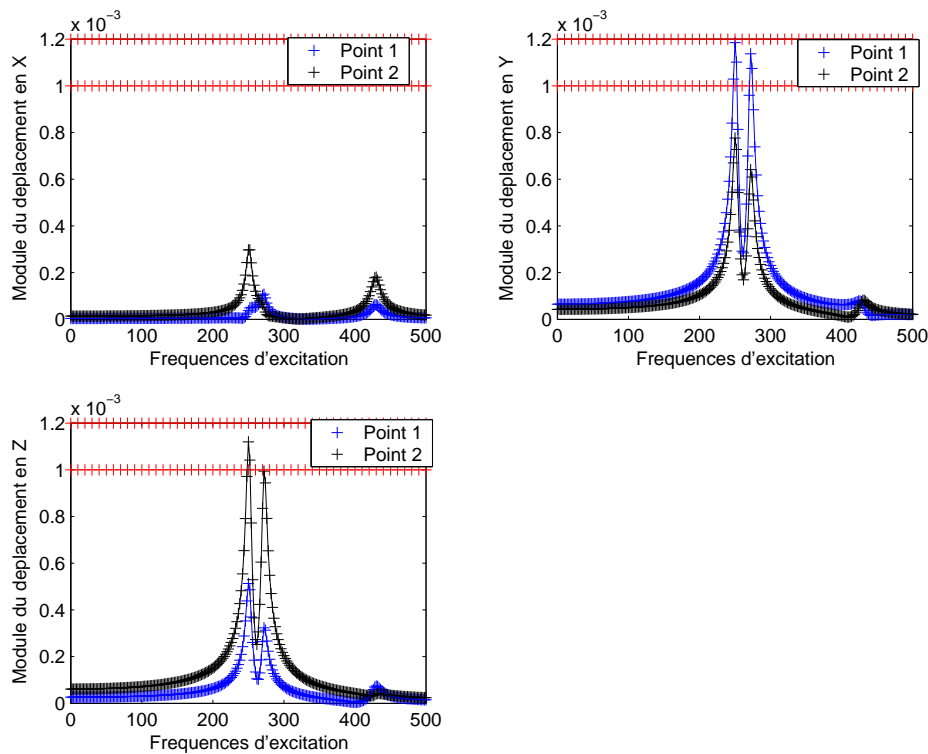 x 10⁻³
1.2
1
0.8
0.6
0.4
0.2
0
Module du deplacement en X
Point 1
Point 2
0 100 200 300 400 500
Frequences d'excitation
x 10⁻³
1.2
1
0.8
0.6
0.4
0.2
0
Module du deplacement en Y
Point 1
Point 2
0 100 200 300 400 500
Frequences d'excitation
x 10⁻³
1.2
1
0.8
0.6
0.4
0.2
0
Module du deplacement en Z
Point 1
Point 2
0 100 200 300 400 500
Frequences d'excitation